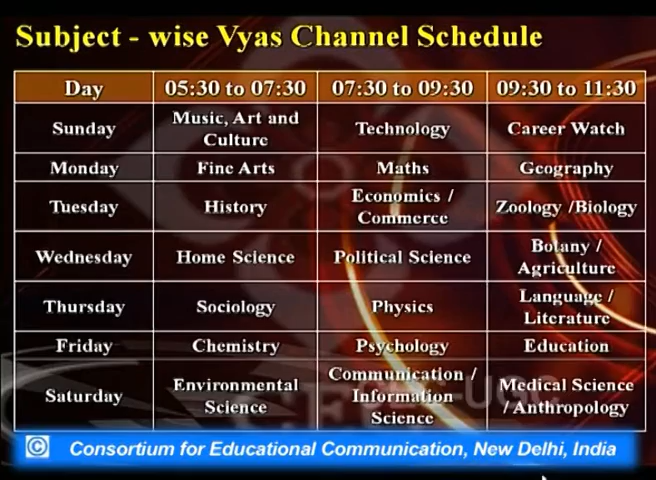 Subject - wise Vyas Channel Schedule
Day 05:30 to 07:30 07:30 to 09:30 09:30 to 11:30
Sunday Music, Art and Culture Technology Career Watch
Monday Fine Arts Maths Geography
Tuesday History Economics / Commerce Zoology /Biology
Wednesday Home Science Political Science Botany / Agriculture
Thursday Sociology Physics Language / Literature
Friday Chemistry Psychology Education
Saturday Environmental Science Communication / Information Science Medical Science / Anthropology
© Consortium for Educational Communication, New Delhi, India